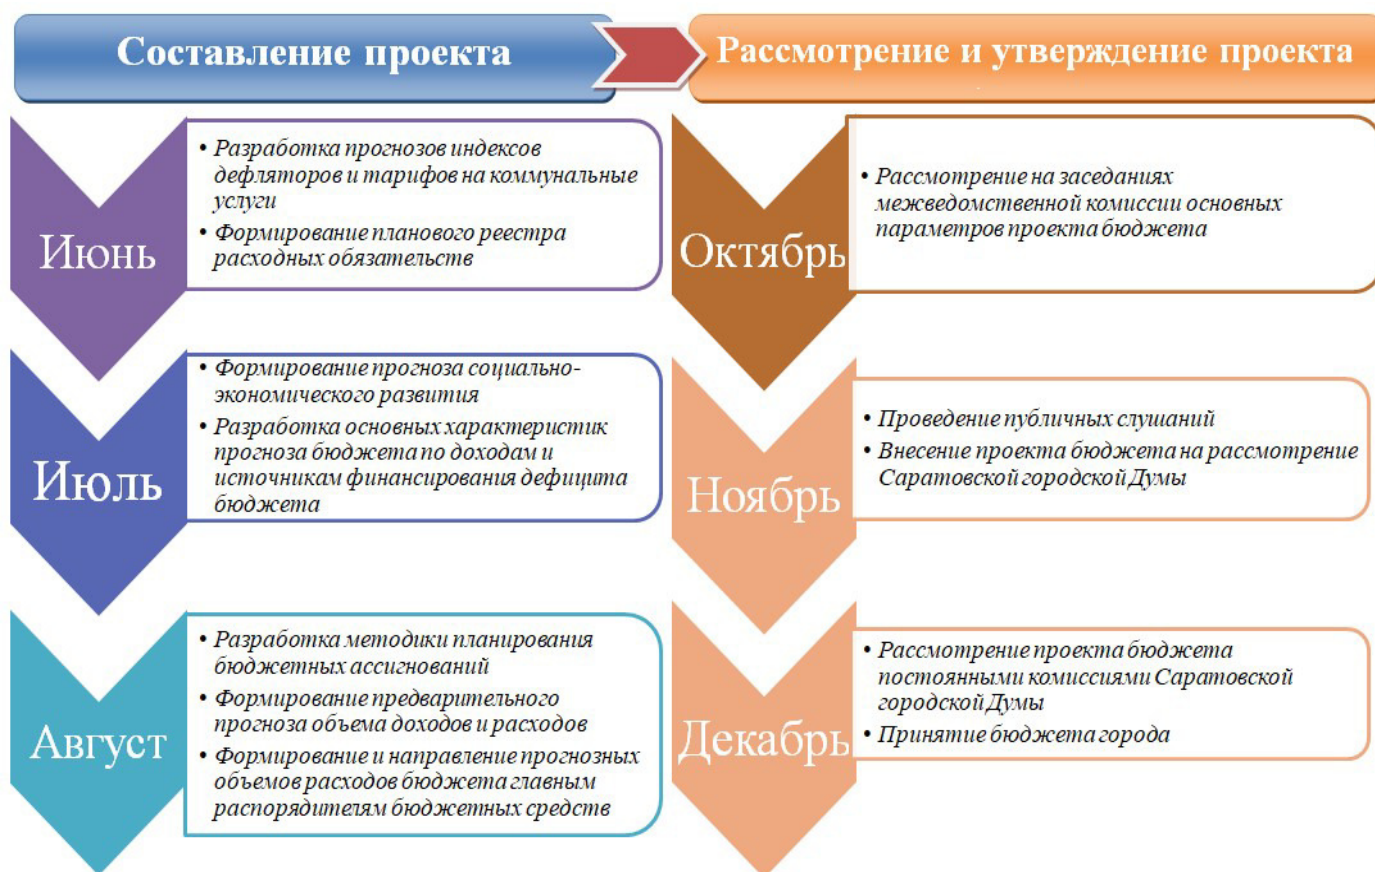 Составление проекта
Рассмотрение и утверждение проекта
Июнь
• Разработка прогнозов индексов
дефляторов и тарифов на коммунальные
услуги
• Формирование планового реестра
расходных обязательств
Июль
• Формирование прогноза социально-
экономического развития
• Разработка основных характеристик
прогноза бюджета по доходам и
источникам финансирования дефицита
бюджета
Август
• Разработка методики планирования
бюджетных ассигнований
• Формирование предварительного
прогноза объема доходов и расходов
• Формирование и направление прогнозных
объемов расходов бюджета главным
распорядителям бюджетных средств
Октябрь
• Рассмотрение на заседаниях
межведомственной комиссии основных
параметров проекта бюджета
Ноябрь
• Проведение публичных слушаний
• Внесение проекта бюджета на рассмотрение
Саратовской городской Думы
Декабрь
• Рассмотрение проекта бюджета
постоянными комиссиями Саратовской
городской Думы
• Принятие бюджета города